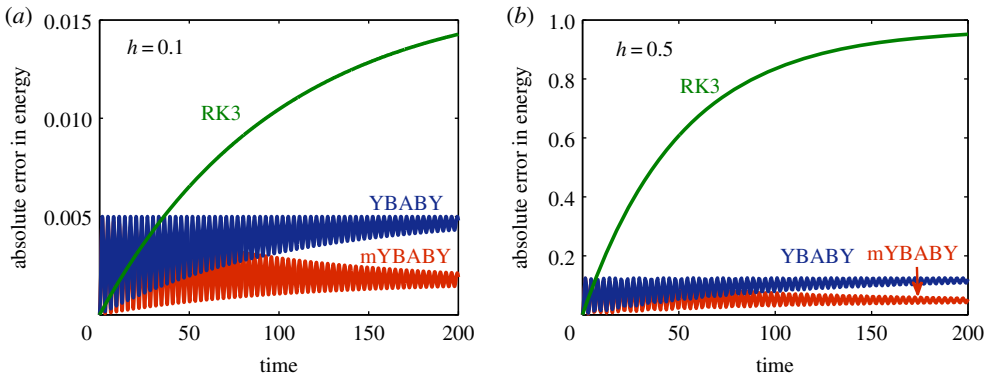 (a)
h = 0.1
absolute error in energy
0.015
0.010
0.005
0
50
100
150
200
time
RK3
YBABY
mYBABY
(b)
h = 0.5
absolute error in energy
1.0
0.8
0.6
0.4
0.2
0
50
100
150
200
time
RK3
YBABY
mYBABY